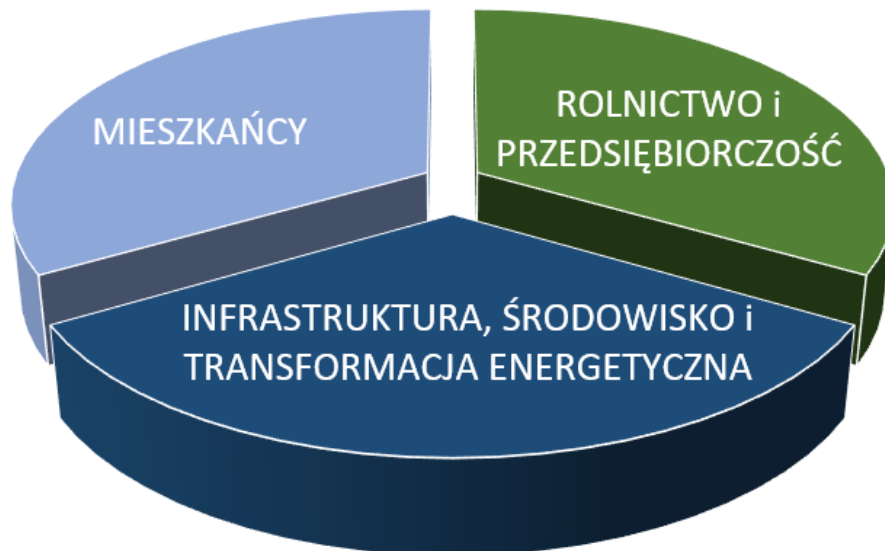 MIESZKAŃCY
ROLNICTWO i
PRZEDSIĘBIORCZOŚĆ
INFRASTRUKTURA, ŚRODOWISKO i
TRANSFORMACJA ENERGETYCZNA